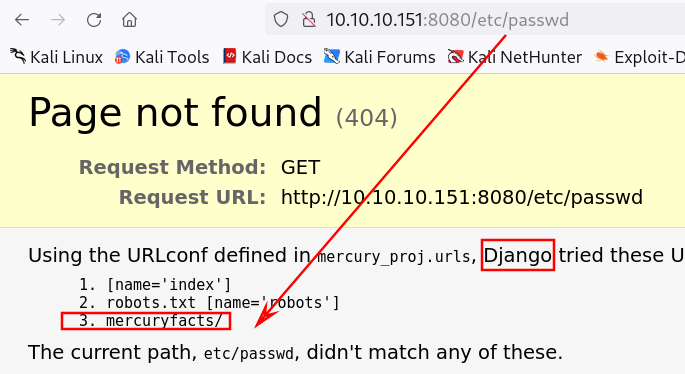 10.10.10.151:8080/etc/passwd
Kali Linux Kali Tools Kali Docs Kali Forums Kali NetHunter Exploit-D
Page not found (404)
Request Method: GET
Request URL: http://10.10.10.151:8080/etc/passwd
Using the URLconf defined in mercury_proj.urls, Django tried these U
1. [name='index']
2. robots.txt [name='robots']
3. mercuryfacts/
The current path, etc/passwd, didn't match any of these.